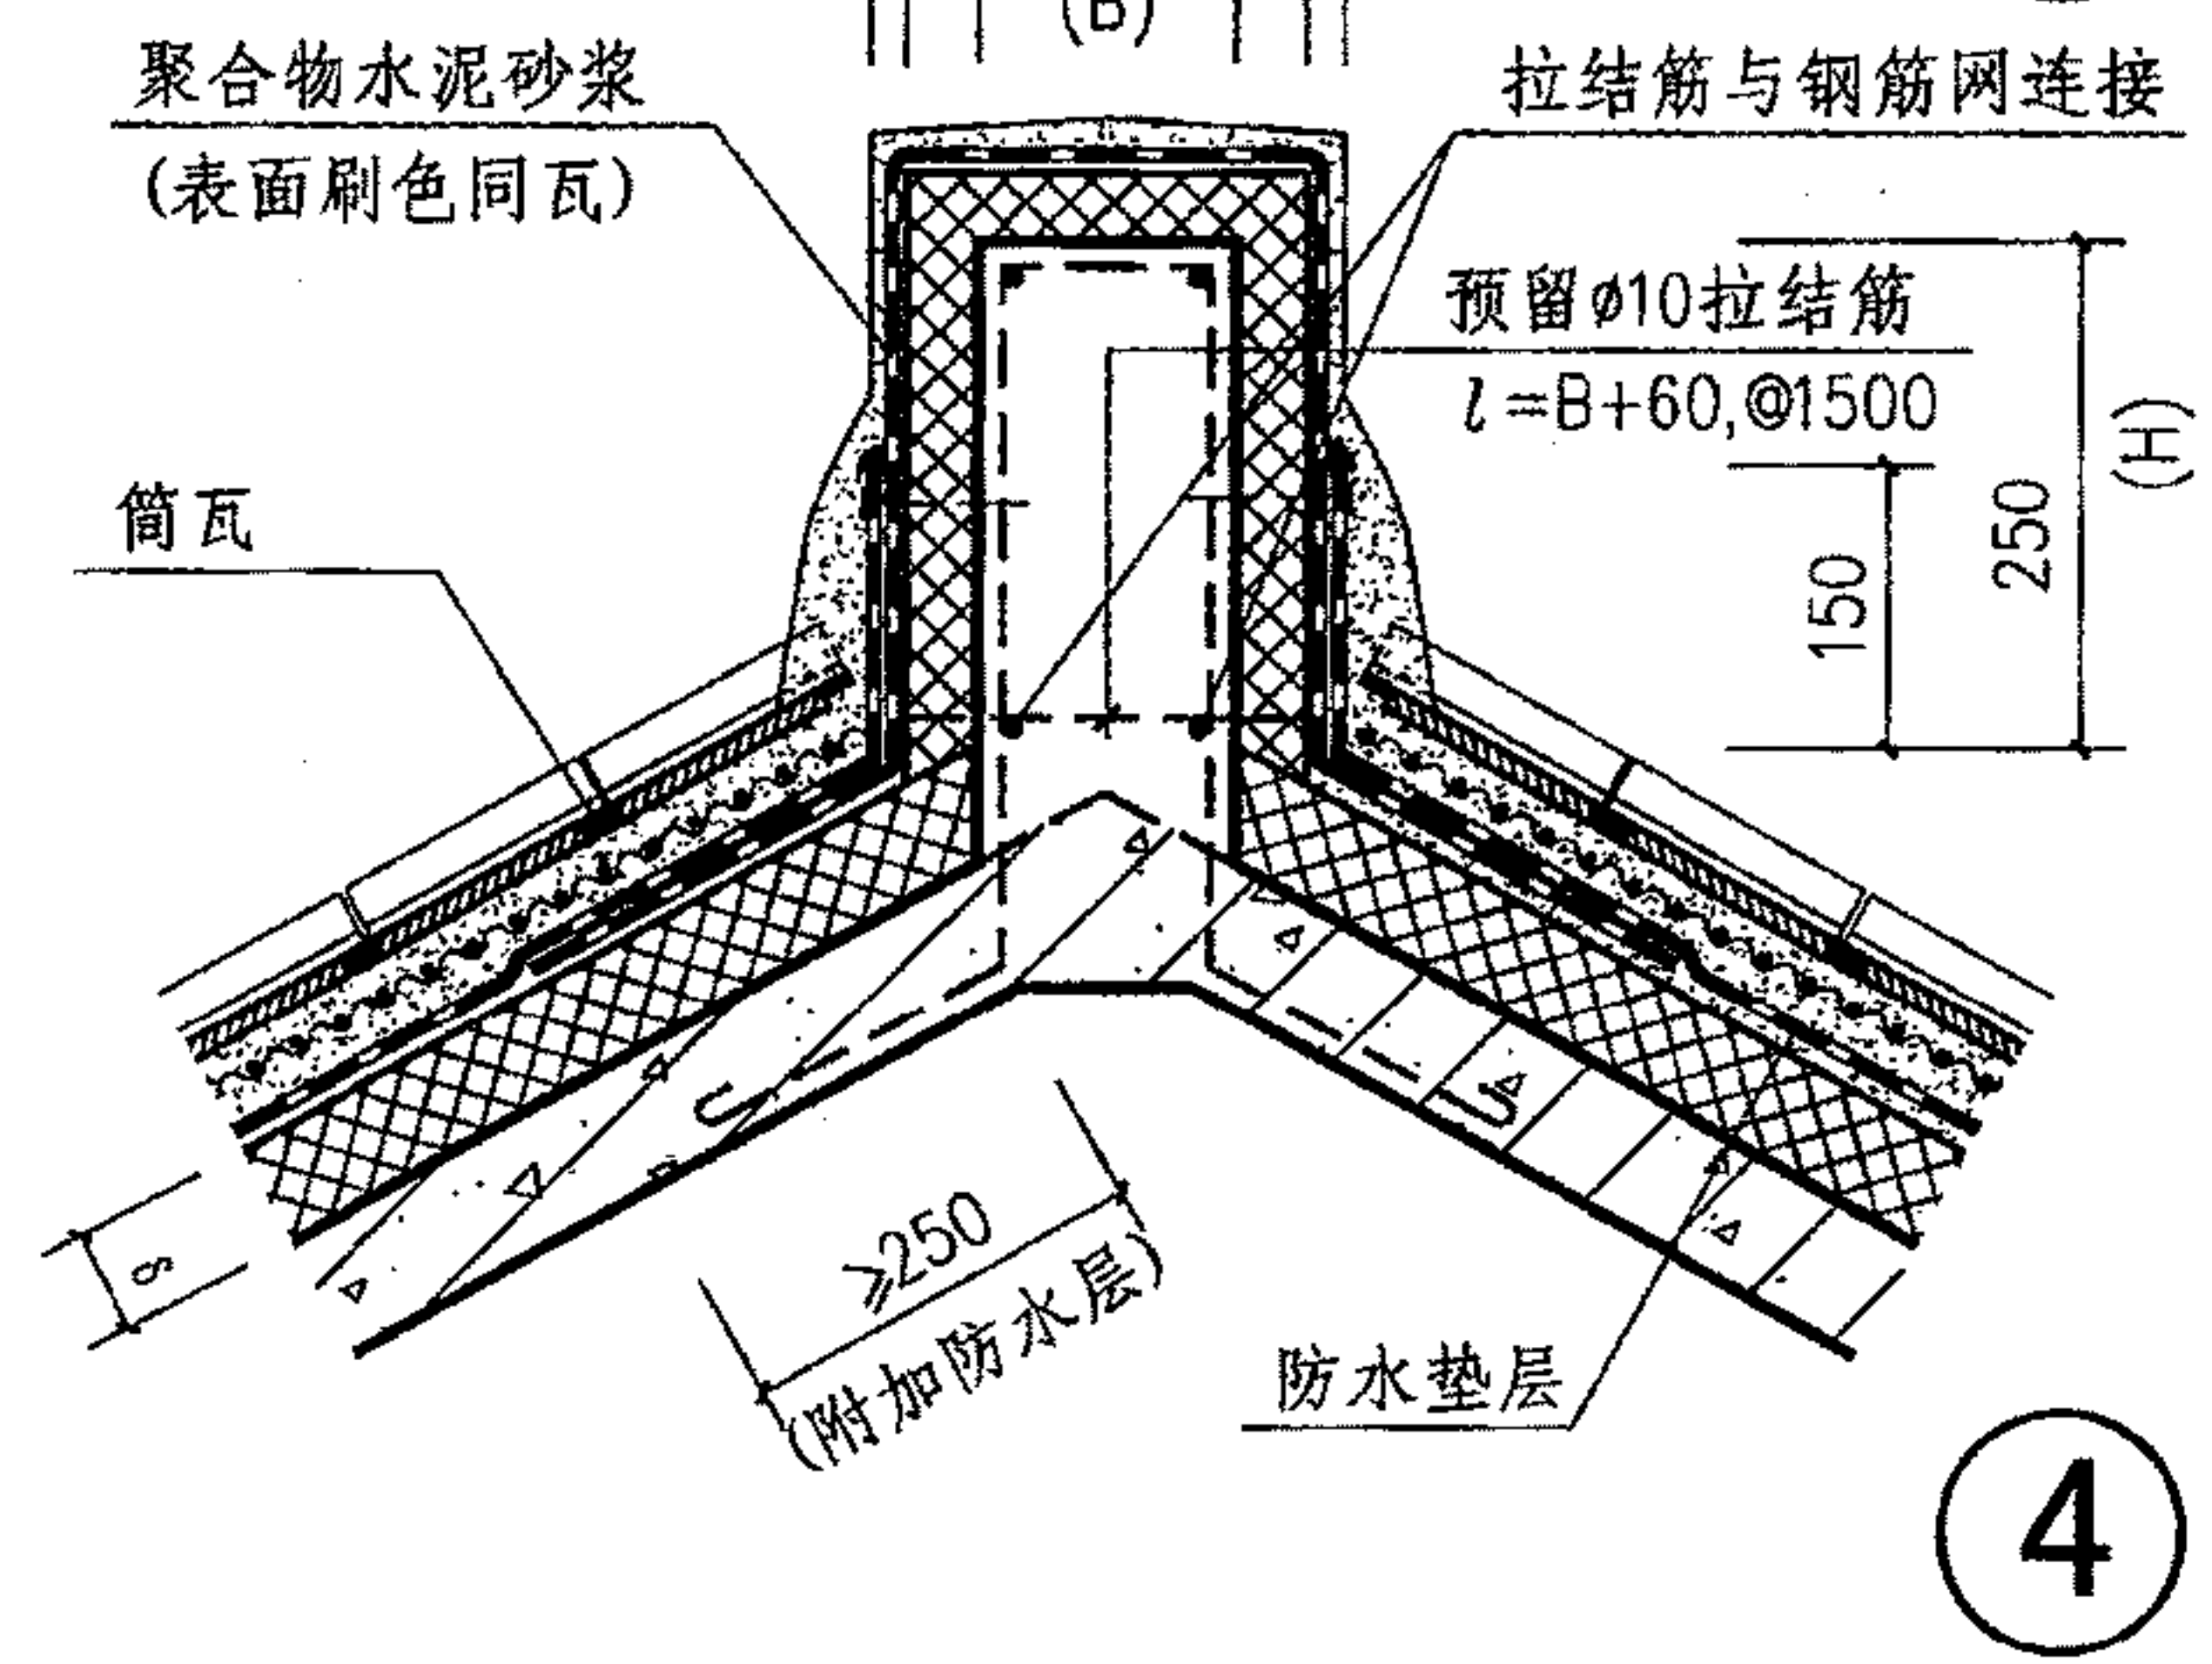 (B)
聚合物水泥砂浆
(表面刷色同瓦)
拉结筋与钢筋网连接
预留ø10拉结筋
l=B+60,@1500
(H)
250
150
筒瓦
δ
≥250
(附加防水层)
防水垫层
4